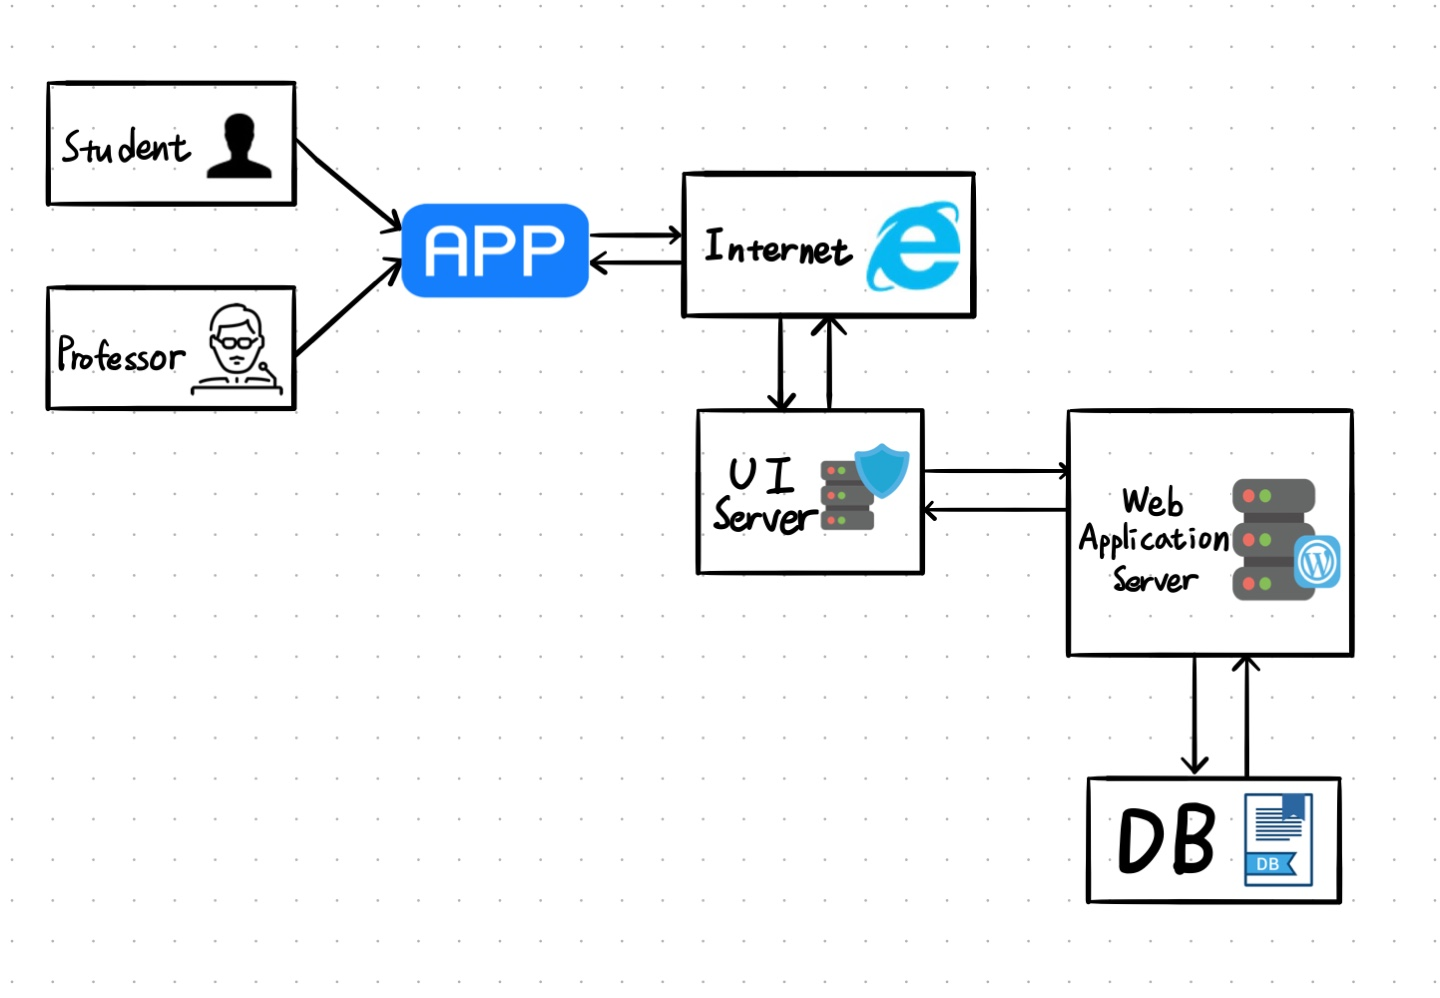 Student
Professor
APP
Internet
UI
Server
Web
Application
Server
DB
DB